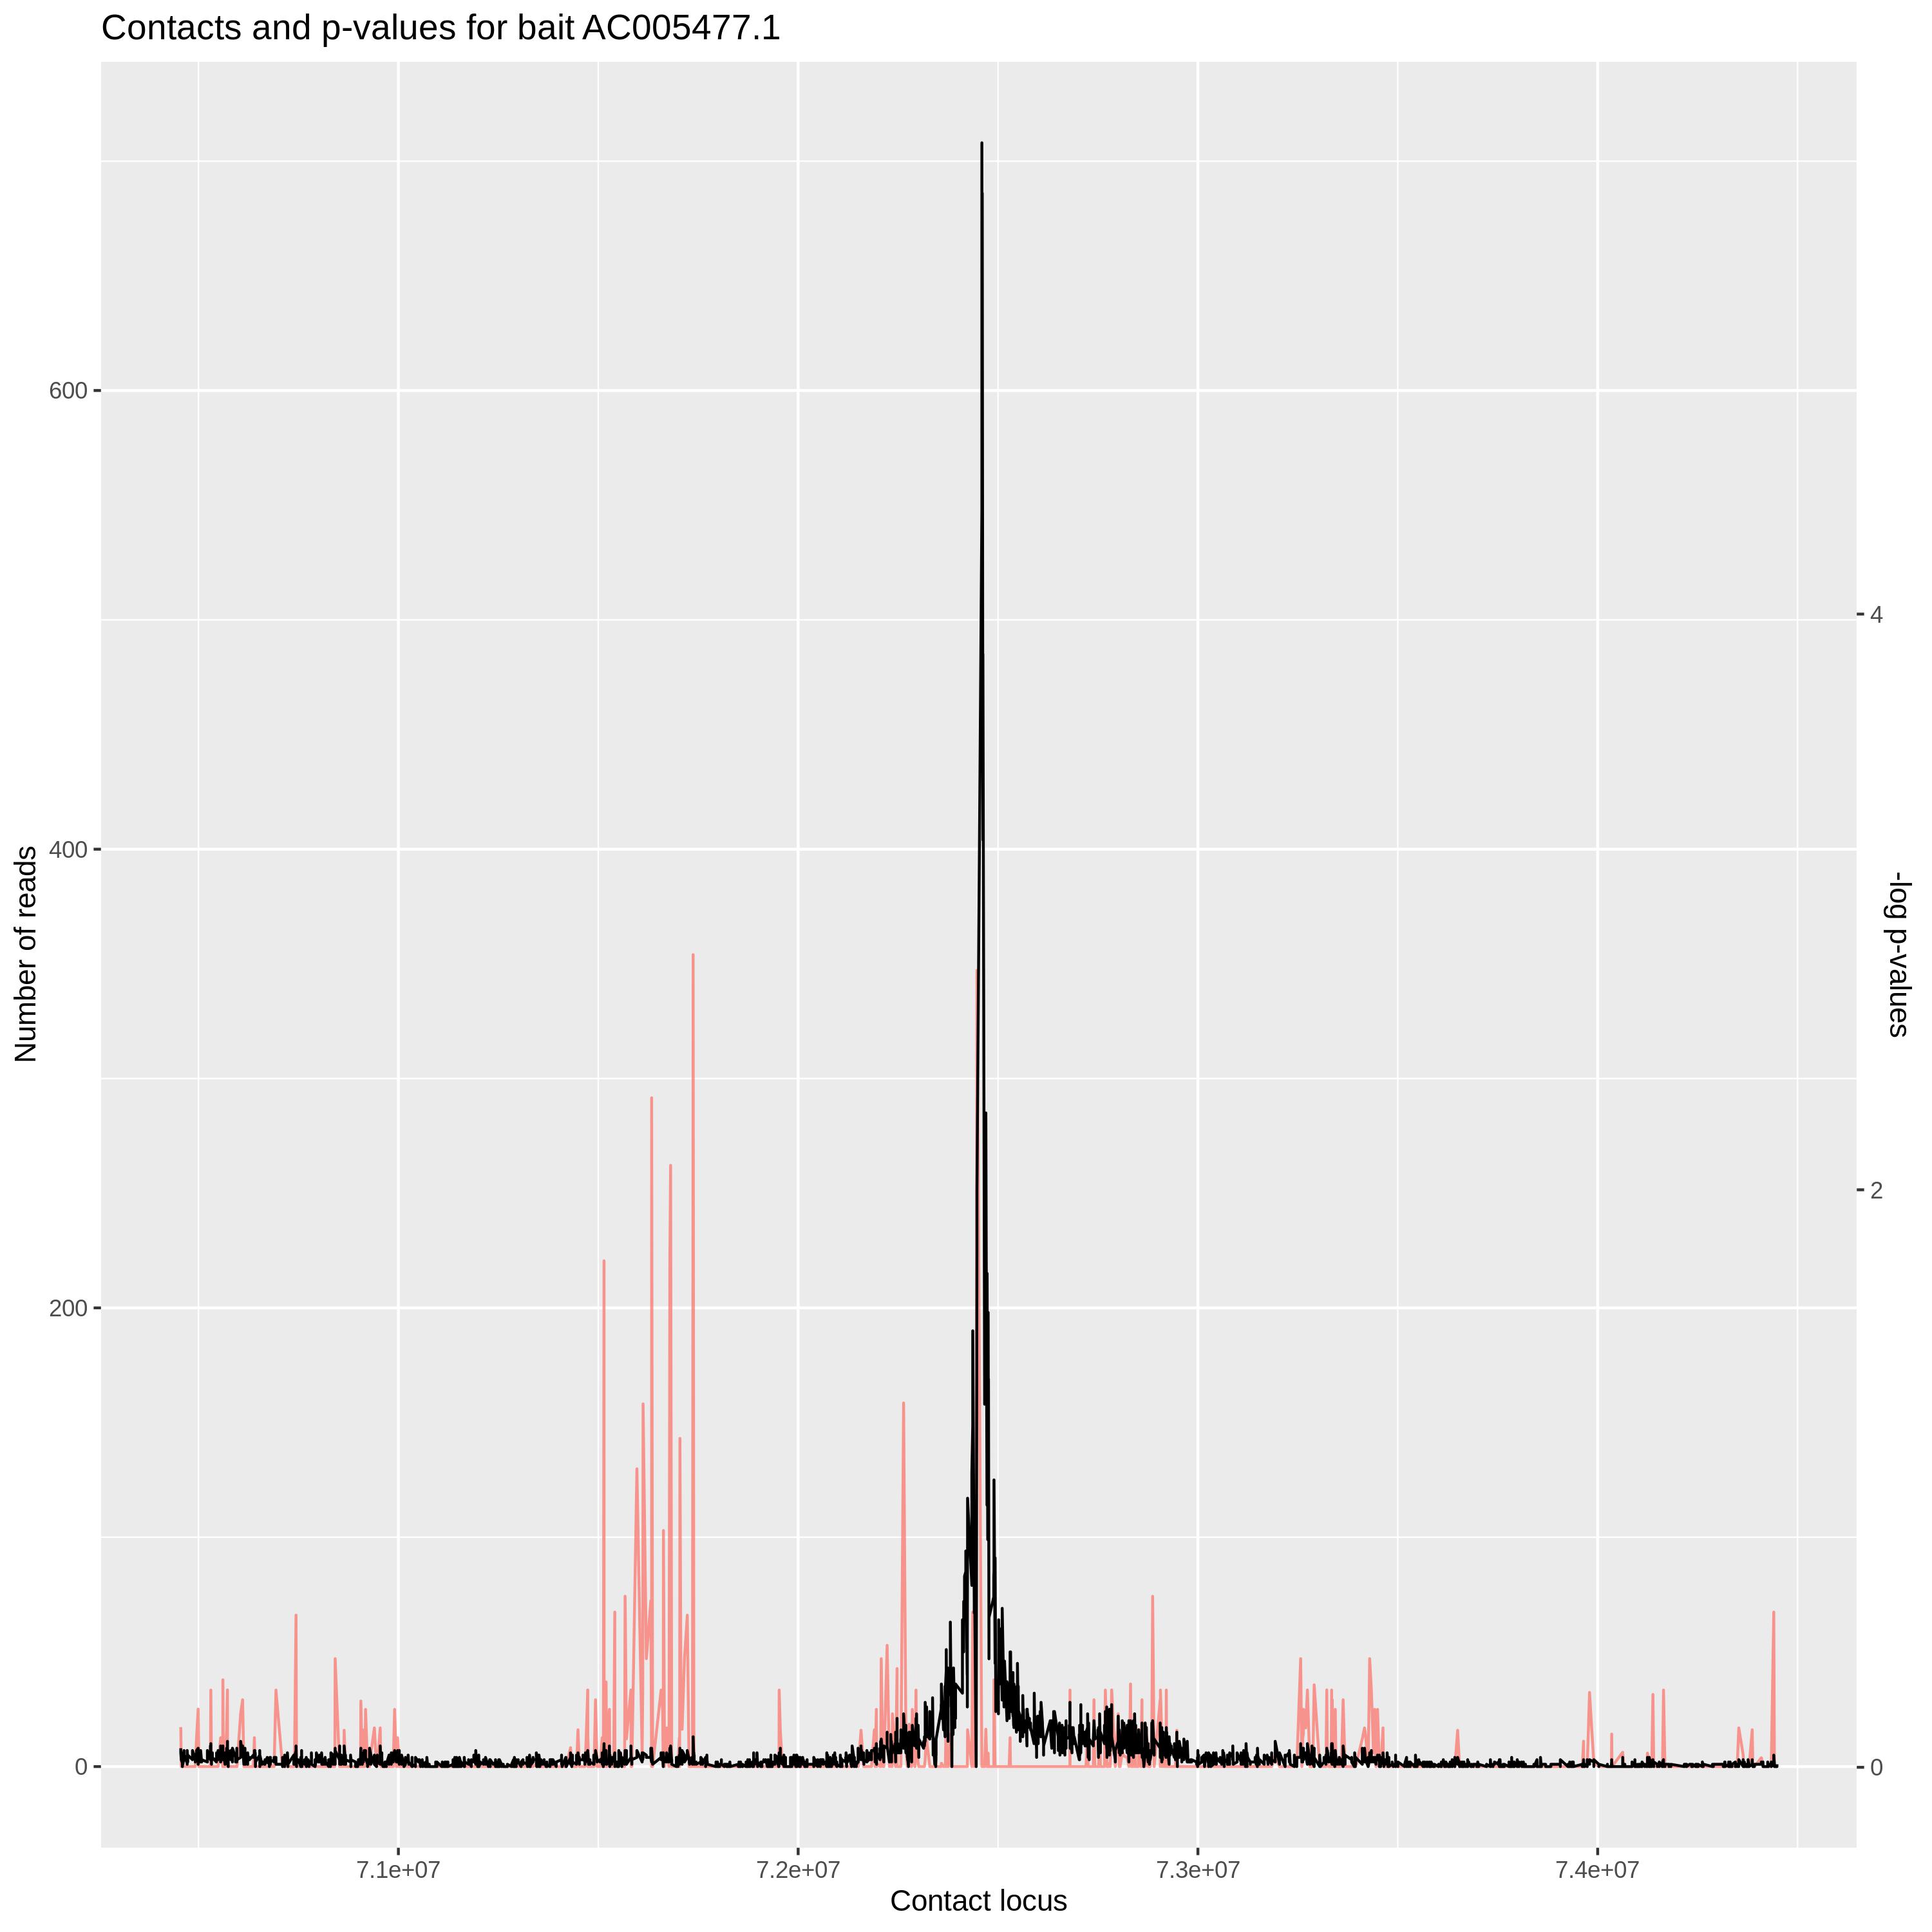 Contacts and p-values for bait AC005477.1
600
400
200
0
Number of reads
4
2
0
-log p-values
7.1e+07 7.2e+07 7.3e+07 7.4e+07
Contact locus